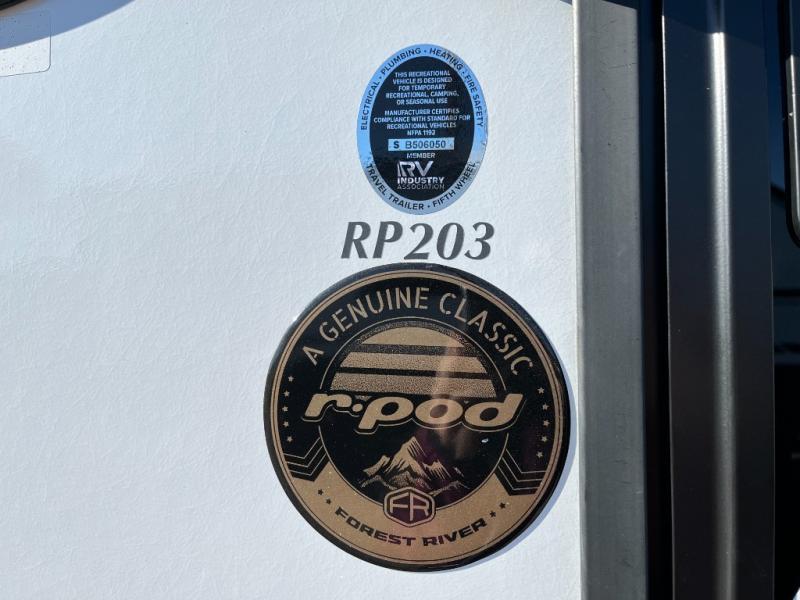 ELECTRICAL • PLUMBING • HEATING • FIRE SAFETY
THIS RECREATIONAL
VEHICLE IS DESIGNED
FOR TEMPORARY
RECREATIONAL, CAMPING,
OR SEASONAL USE
MANUFACTURER CERTIFIES
COMPLIANCE WITH STANDARD FOR
RECREATIONAL VEHICLES
NFPA 1192
S B506050
MEMBER
RV
INDUSTRY
ASSOCIATION
TRAVEL TRAILER • FIFTH WHEEL
RP203
A GENUINE CLASSIC
r•pod
FR
FOREST RIVER